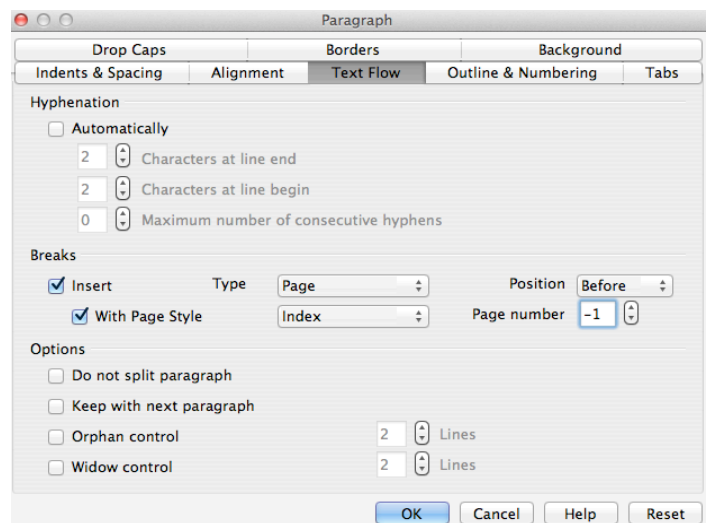 Paragraph
Drop Caps Borders Background
Indents & Spacing Alignment Text Flow Outline & Numbering Tabs
Hyphenation
Automatically
2 Characters at line end
2 Characters at line begin
0 Maximum number of consecutive hyphens
Breaks
Insert Type Page Position Before
With Page Style Index Page number -1
Options
Do not split paragraph
Keep with next paragraph
Orphan control 2 Lines
Widow control 2 Lines
OK Cancel Help Reset